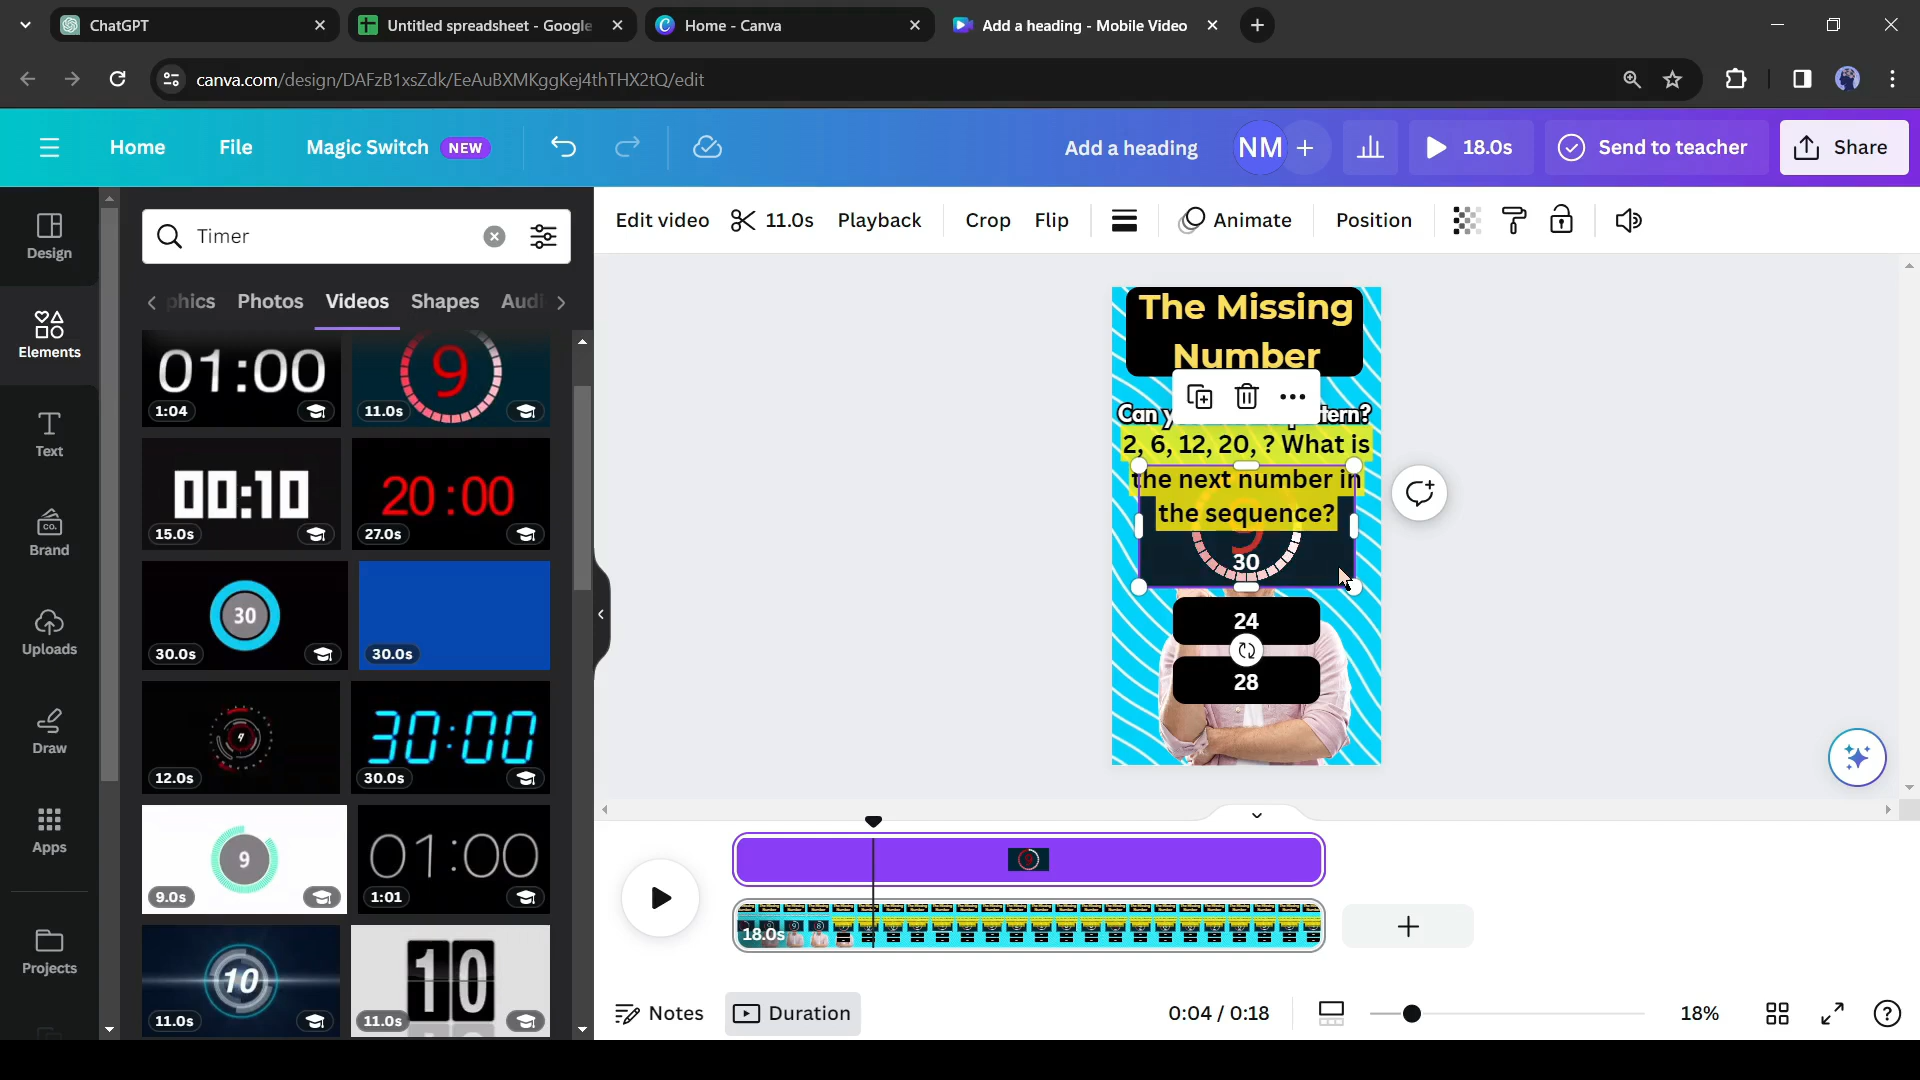 ChatGPT
Untitled spreadsheet - Google
Home - Canva
Add a heading - Mobile Video
canva.com/design/DAFzB1xsZdk/EeAuBXMKggKej4thTHX2tQ/edit
Home
File
Magic Switch NEW
Add a heading
NM
18.0s
Send to teacher
Share
Design
Elements
Text
Brand
Uploads
Draw
Apps
Projects
Timer
phics Photos Videos Shapes Audi
01:00
1:04
9
11.0s
00:10
15.0s
20:00
27.0s
30
30.0s
30.0s
12.0s
30:00
30.0s
9
9.0s
01:00
1:01
10
11.0s
10
11.0s
Edit video
11.0s
Playback
Crop
Flip
Animate
Position
The Missing
Number
Can y
tern?
2, 6, 12, 20, ? What is
the next number in
the sequence?
9
30
24
28
18.0s
Notes
Duration
0:04 / 0:18
18%